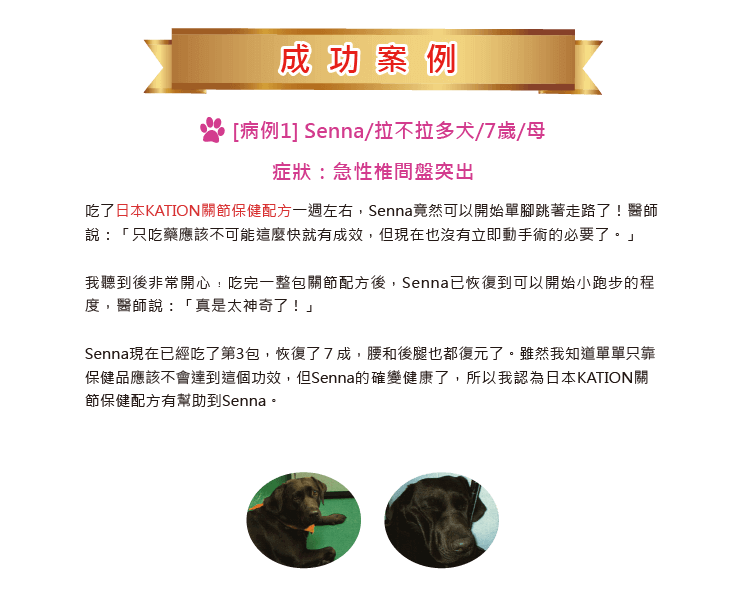 成功案例
[病例1] Senna/拉不拉多犬/7歲/母
症狀：急性椎間盤突出
吃了日本KATION關節保健配方一週左右，Senna竟然可以開始單腳跳著走路了！醫師
說：「只吃藥應該不可能這麼快就有成效，但現在也沒有立即動手術的必要了。」
我聽到後非常開心﹔吃完一整包關節配方後，Senna已恢復到可以開始小跑步的程
度，醫師說：「真是太神奇了！」
Senna現在已經吃了第3包，恢復了７成，腰和後腿也都復元了。雖然我知道單單只靠
保健品應該不會達到這個功效，但Senna的確變健康了，所以我認為日本KATION關
節保健配方有幫助到Senna。